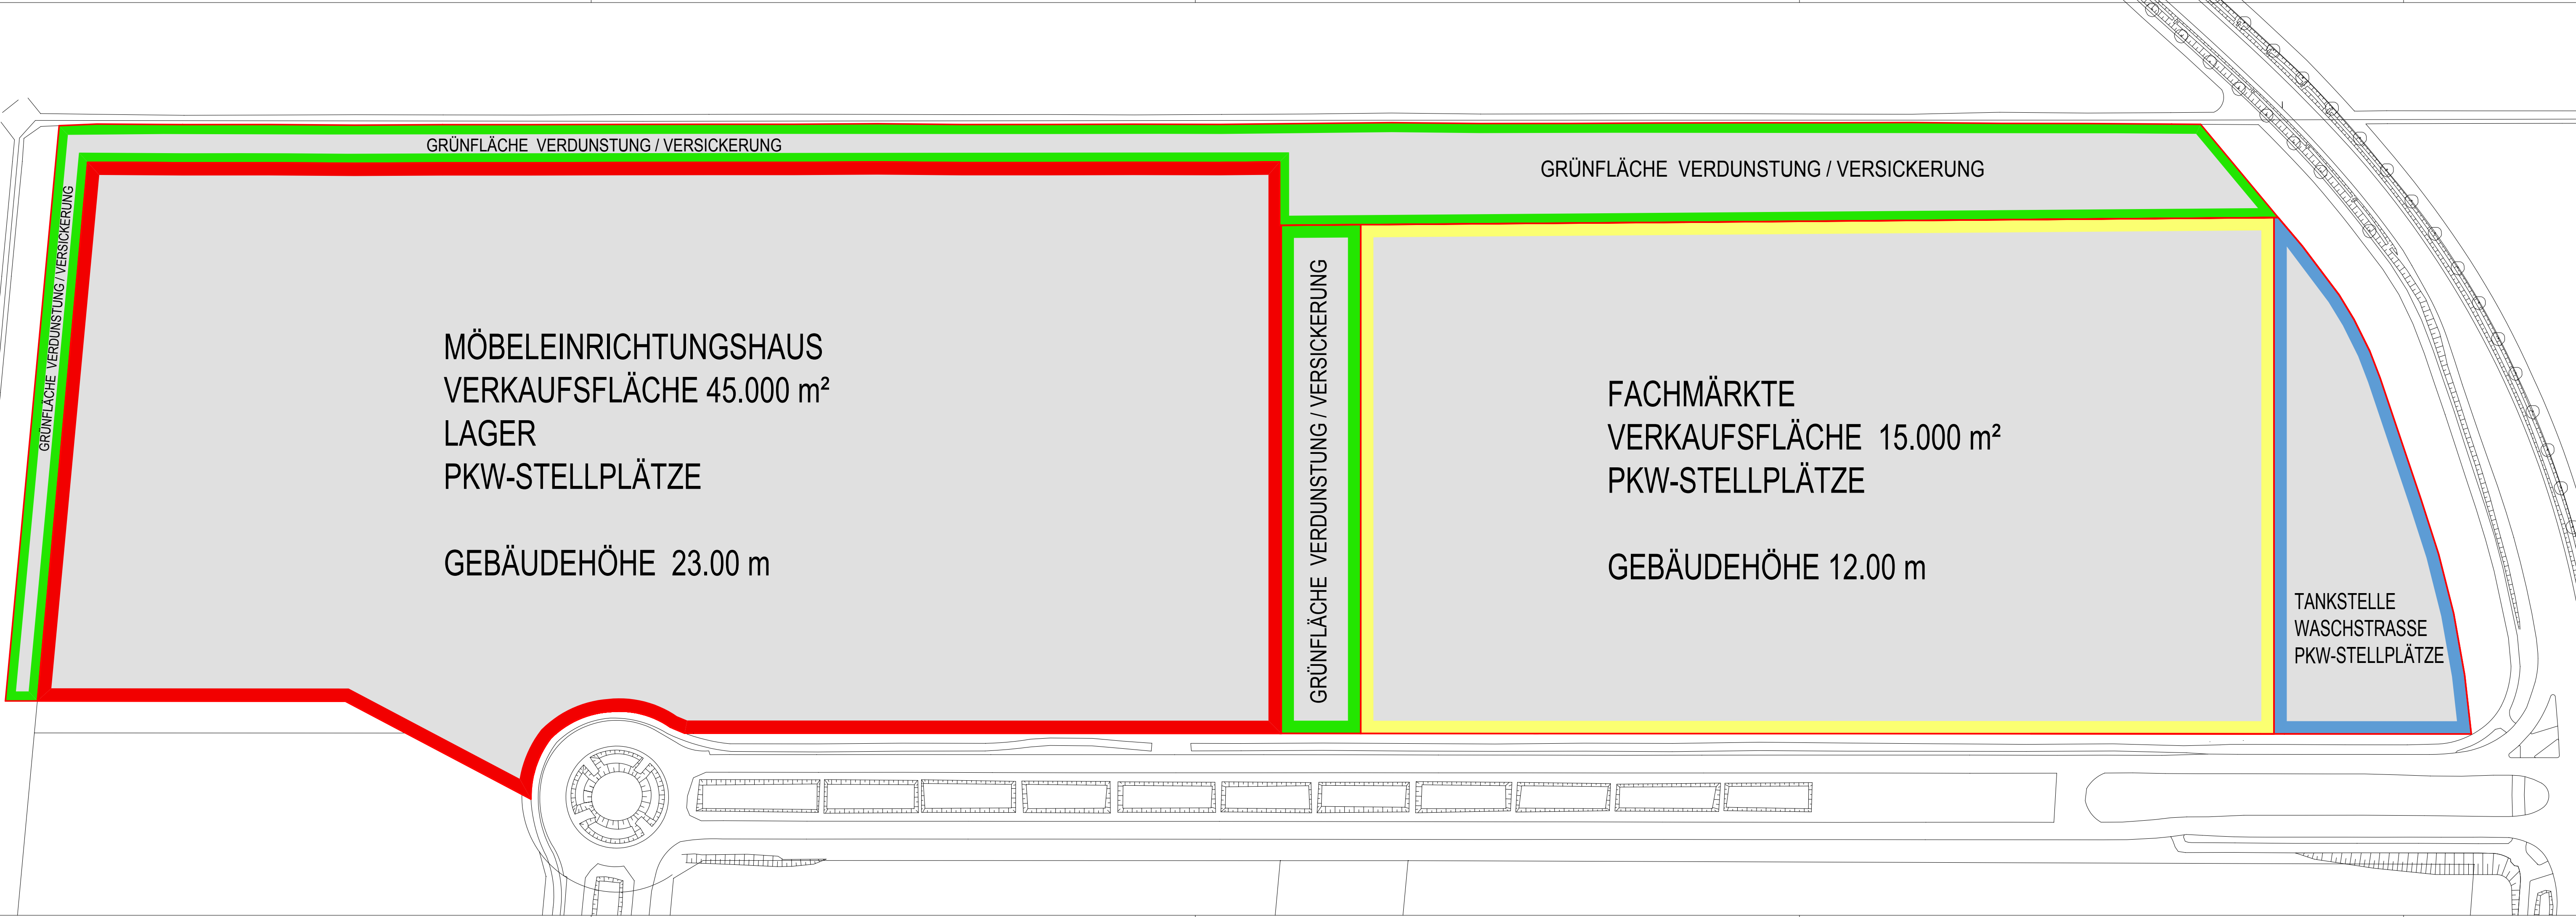 GRÜNFLÄCHE VERDUNSTUNG / VERSICKERUNG
GRÜNFLÄCHE VERDUNSTUNG / VERSICKERUNG
GRÜNFLÄCHE VERDUNSTUNG / VERSICKERUNG
MÖBELEINRICHTUNGSHAUS
VERKAUFSFLÄCHE 45.000 m²
LAGER
PKW-STELLPLÄTZE
GEBÄUDEHÖHE 23.00 m
GRÜNFLÄCHE VERDUNSTUNG / VERSICKERUNG
FACHMÄRKTE
VERKAUFSFLÄCHE 15.000 m²
PKW-STELLPLÄTZE
GEBÄUDEHÖHE 12.00 m
TANKSTELLE
WASCHSTRASSE
PKW-STELLPLÄTZE